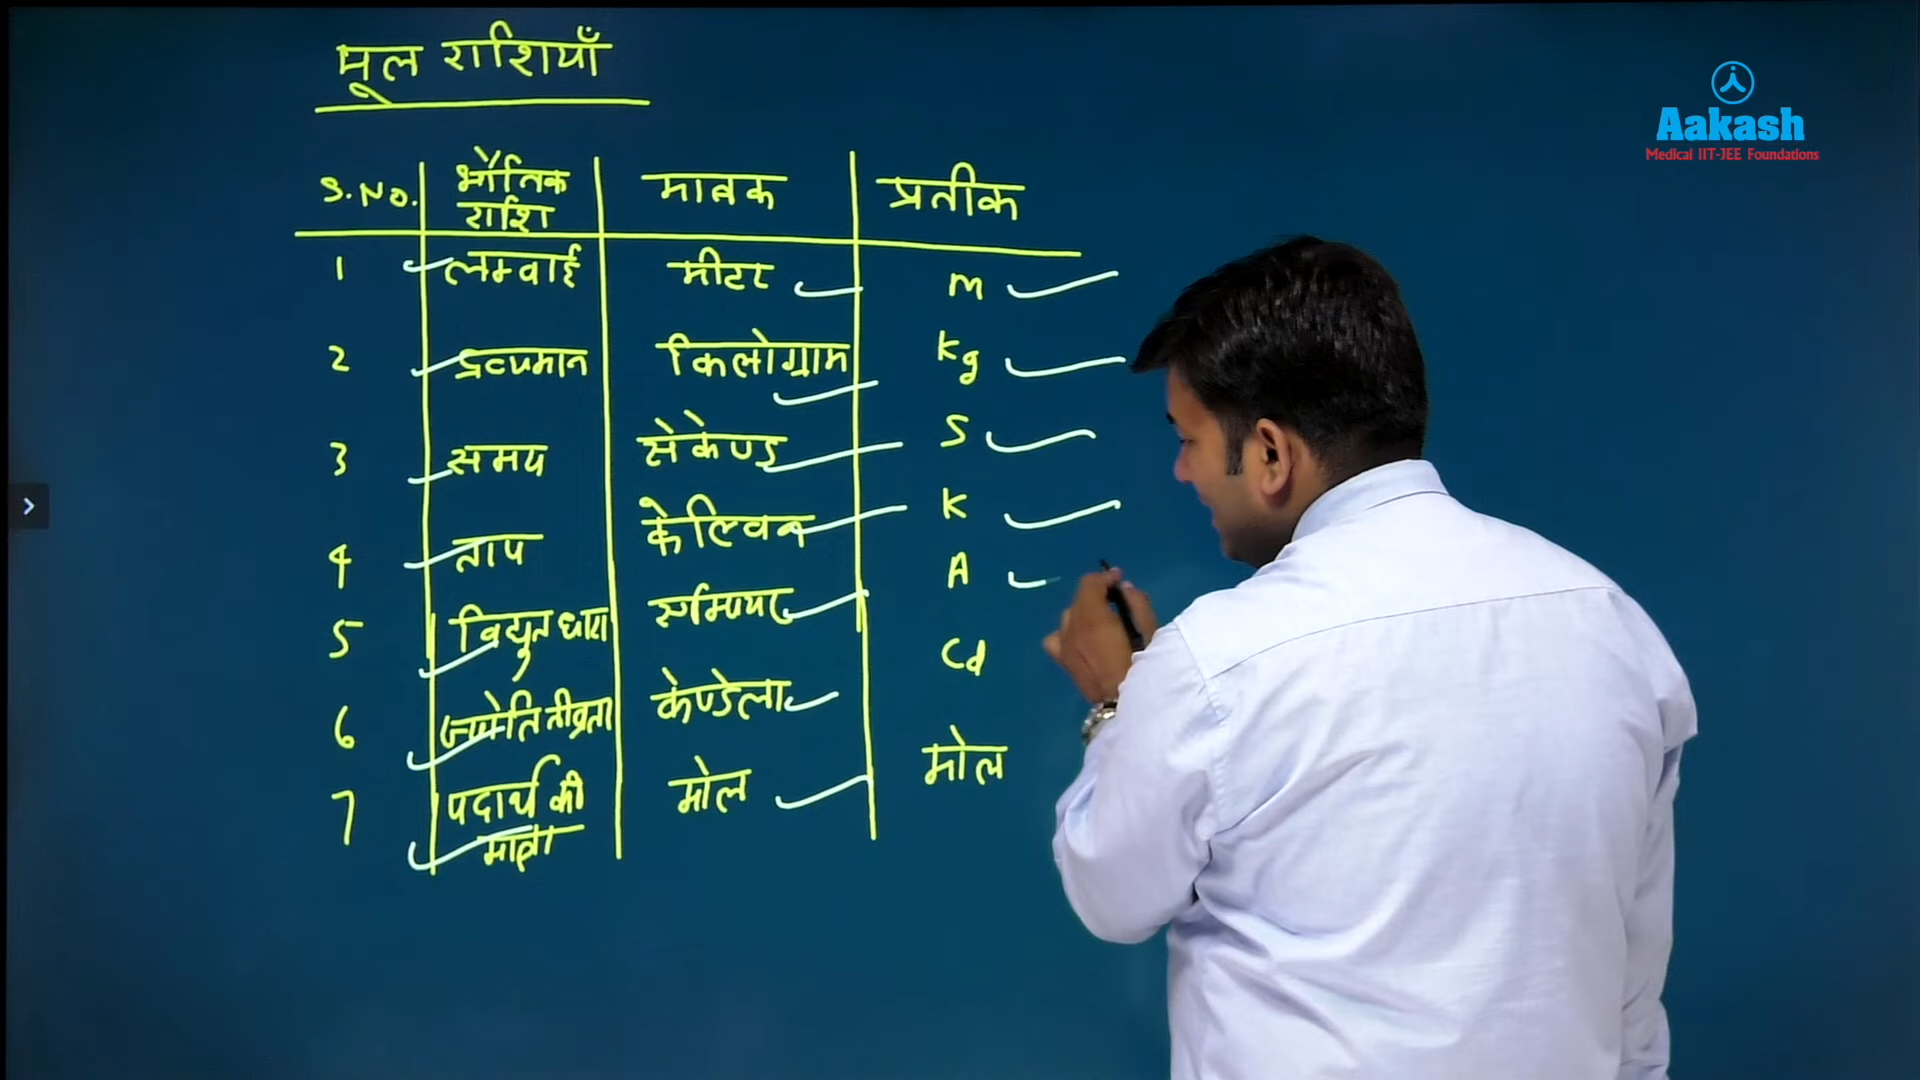 मूल राशियाँ
Aakash
Medical IIT-JEE Foundations
S.No. भौतिक राशि मात्रक प्रतीक
1 लम्बाई मीटर m
2 द्रव्यमान किलोग्राम Kg
3 समय सेकेण्ड S
4 ताप केल्विन K
5 विद्युत धारा एम्पियर A
6 ज्योति तीव्रता केण्डेला Cd
7 पदार्थ की मात्रा मोल मोल